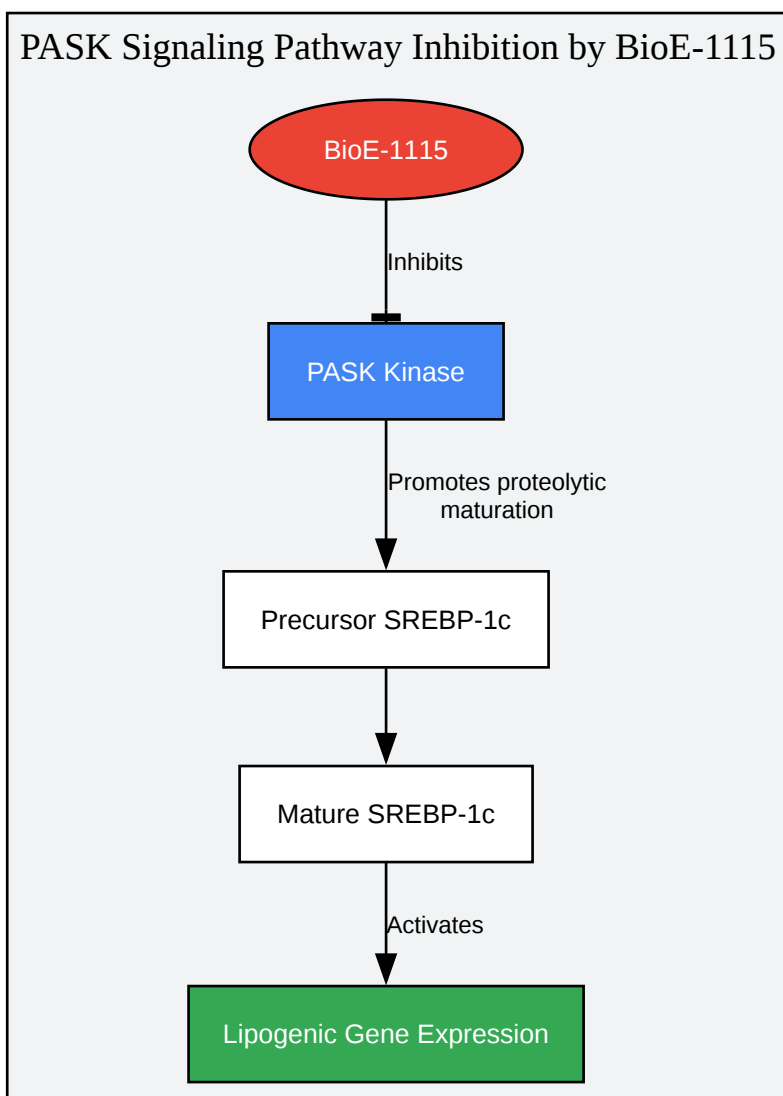 PASK Signaling Pathway Inhibition by BioE-1115
BioE-1115
Inhibits
PASK Kinase
Promotes proteolytic
maturation
Precursor SREBP-1c
Mature SREBP-1c
Activates
Lipogenic Gene Expression